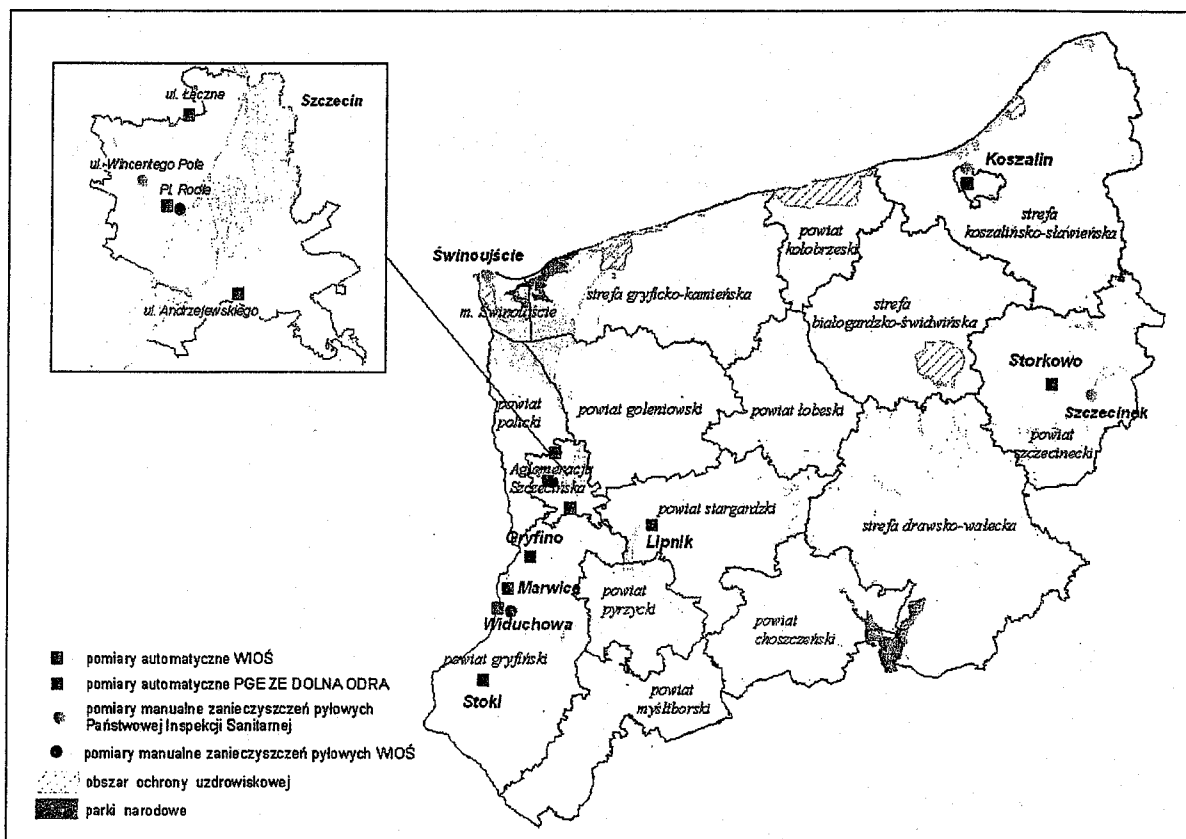 ul. Łączna
Szczecin
ul. Wincentego Pola
Pl. Rodła
ul. Andrzejewskiego
Koszalin
strefa
koszalińsko-sławieńska
powiat
kołobrzeski
Świnoujście
m. Świnoujście
strefa gryficko-kamieńska
strefa
białogardzko-świdwińska
Storkowo
Szczecinek
powiat
szczecinecki
powiat
policki
powiat goleniowski
powiat łobeski
Aglomeracja
Szczecińska
powiat stargardzki
Lipnik
strefa drawsko-wałecka
Gryfino
Marwice
Widuchowa
powiat
pyrzycki
powiat
choszczeński
powiat gryfiński
Stoki
powiat
myśliborski
pomiary automatyczne WIOŚ
pomiary automatyczne PGE ZE DOLNA ODRA
pomiary manualne zanieczyszczeń pyłowych
Państwowej Inspekcji Sanitarnej
pomiary manualne zanieczyszczeń pyłowych WIOŚ
obszar ochrony uzdrowiskowej
parki narodowe